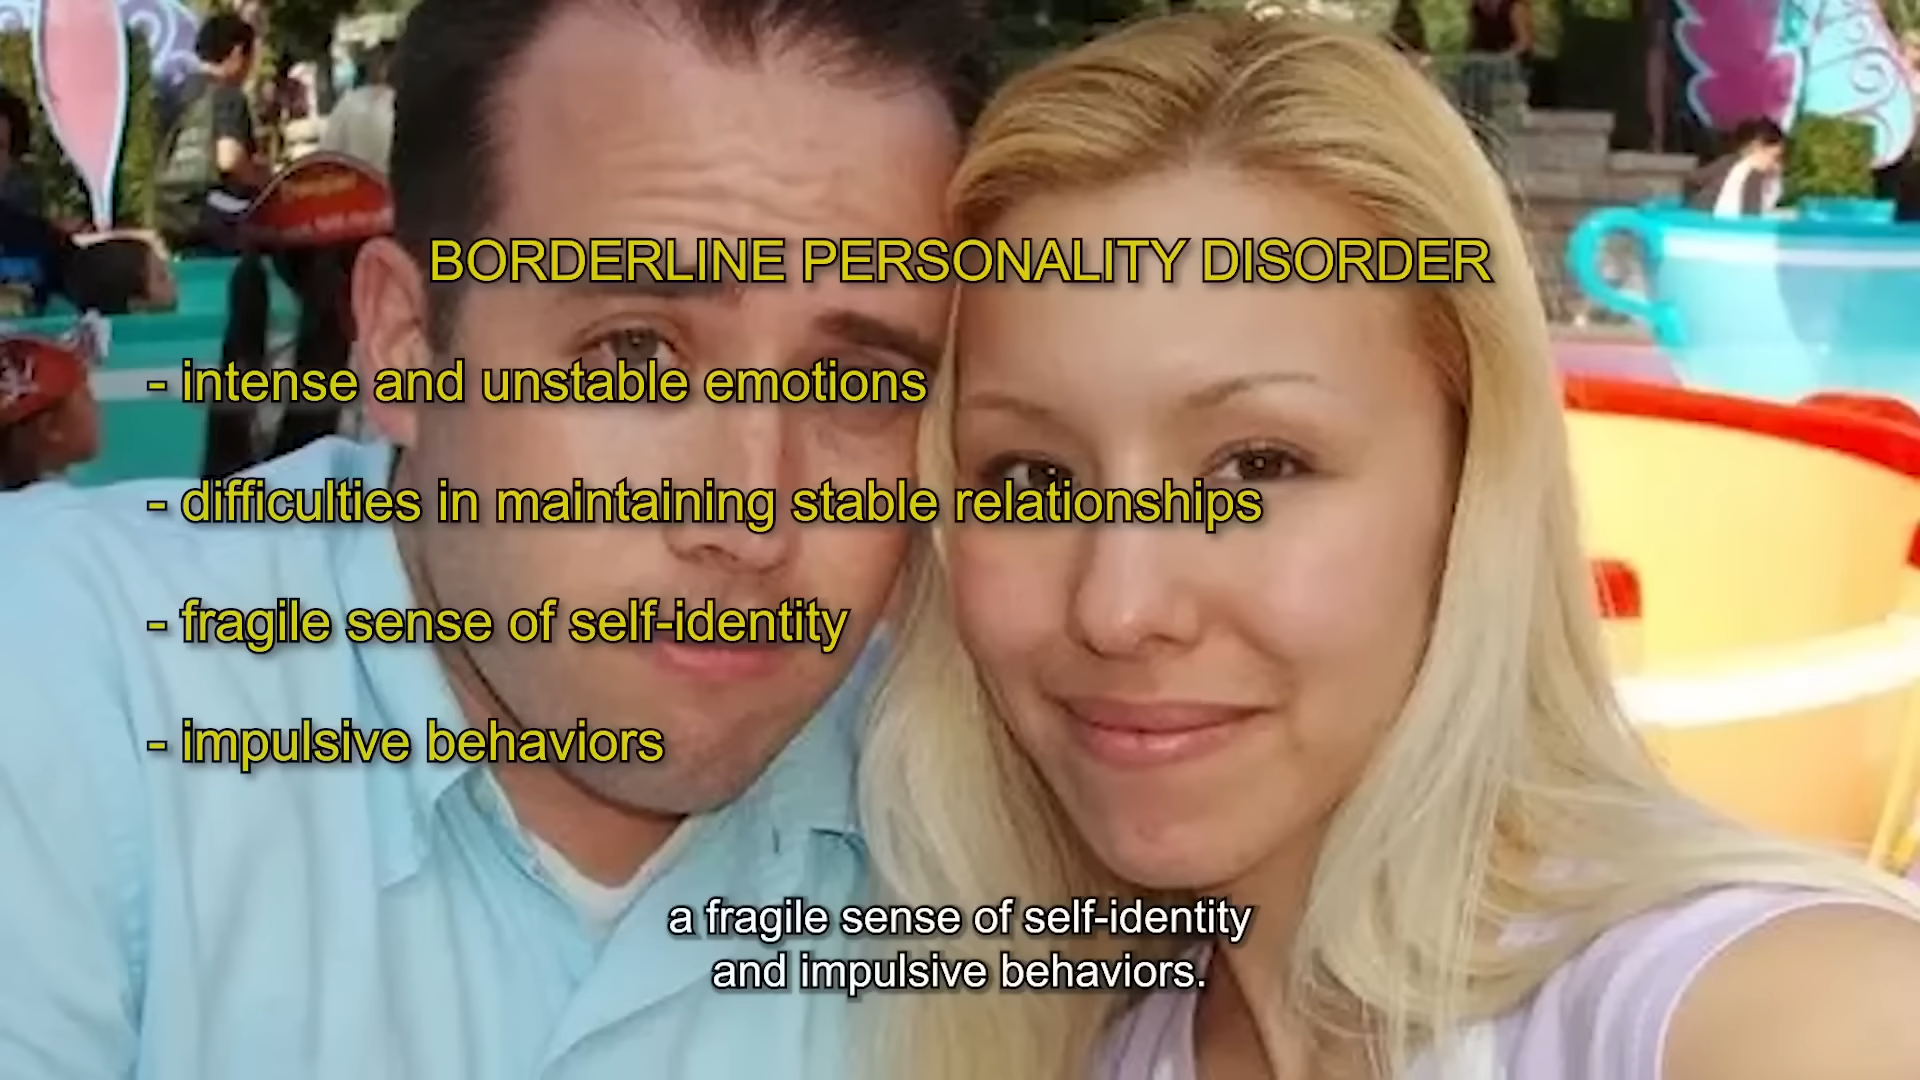 BORDERLINE PERSONALITY DISORDER
- intense and unstable emotions
- difficulties in maintaining stable relationships
- fragile sense of self-identity
- impulsive behaviors
a fragile sense of self-identity
and impulsive behaviors.